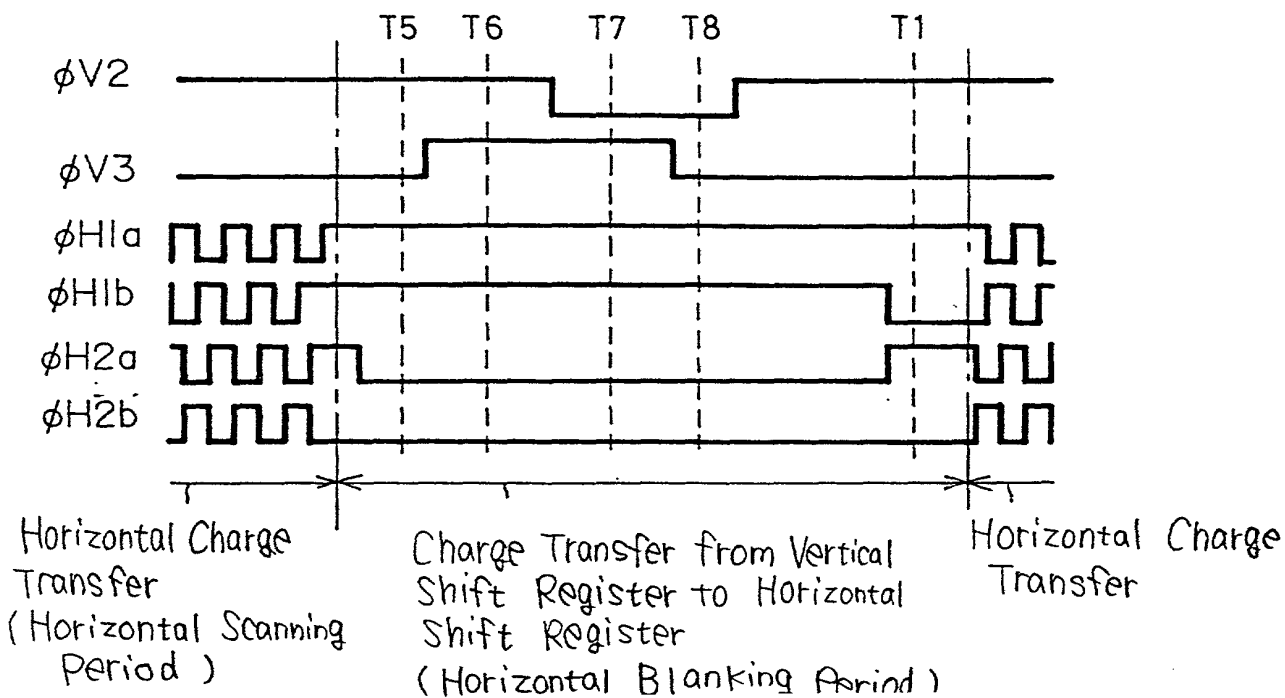 T5 T6 T7 T8 T1
φV2
φV3
φH1a
φH1b
φH2a
φH2b
Horizontal Charge
Transfer
(Horizontal Scanning
Period)
Charge Transfer from Vertical
Shift Register to Horizontal
Shift Register
(Horizontal Blanking Period)
Horizontal Charge
Transfer